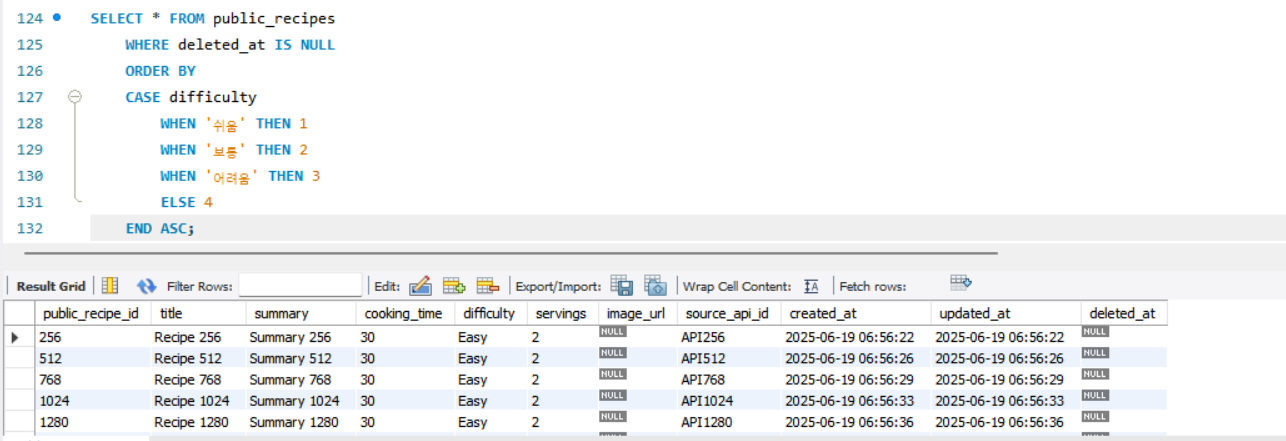 124 SELECT * FROM public_recipes
125 WHERE deleted_at IS NULL
126 ORDER BY
127 CASE difficulty
128 WHEN '쉬움' THEN 1
129 WHEN '보통' THEN 2
130 WHEN '어려움' THEN 3
131 ELSE 4
132 END ASC;
Result Grid Filter Rows: Edit: Export/Import: Wrap Cell Content: Fetch rows:
public_recipe_id title summary cooking_time difficulty servings image_url source_api_id created_at updated_at deleted_at
256 Recipe 256 Summary 256 30 Easy 2 NULL API256 2025-06-19 06:56:22 2025-06-19 06:56:22 NULL
512 Recipe 512 Summary 512 30 Easy 2 NULL API512 2025-06-19 06:56:26 2025-06-19 06:56:26 NULL
768 Recipe 768 Summary 768 30 Easy 2 NULL API768 2025-06-19 06:56:29 2025-06-19 06:56:29 NULL
1024 Recipe 1024 Summary 1024 30 Easy 2 NULL API1024 2025-06-19 06:56:33 2025-06-19 06:56:33 NULL
1280 Recipe 1280 Summary 1280 30 Easy 2 NULL API1280 2025-06-19 06:56:36 2025-06-19 06:56:36 NULL